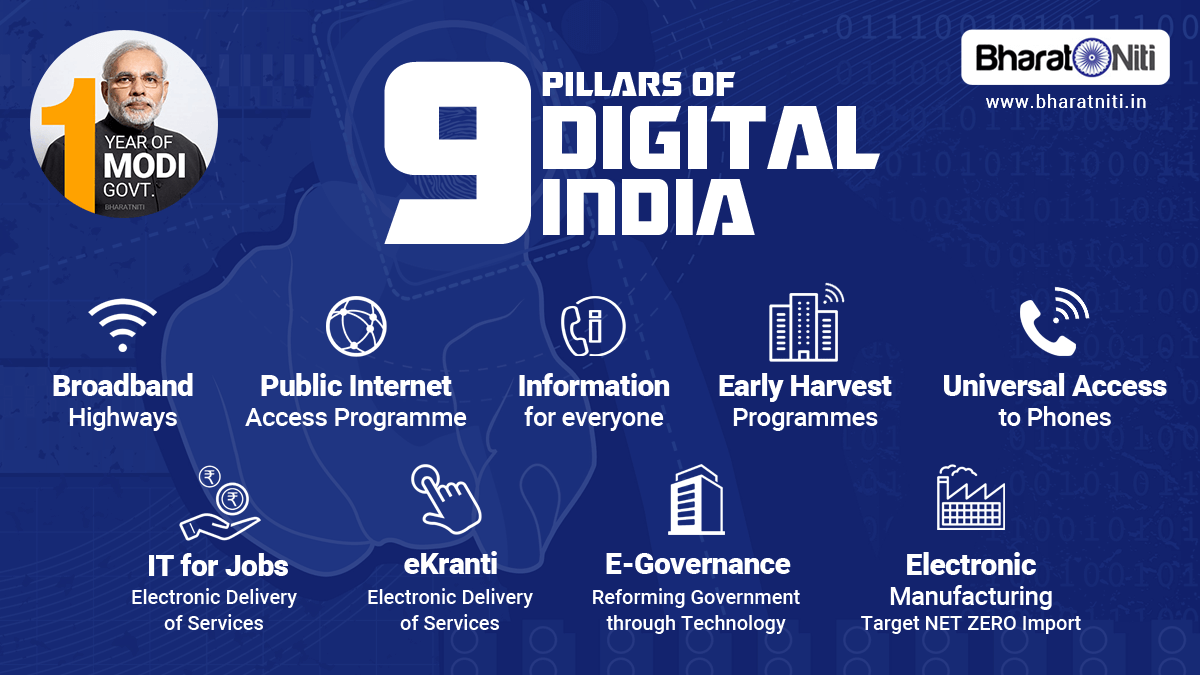 1
YEAR OF
MODI
GOVT.
BHARATNITI
9
PILLARS OF
DIGITAL
INDIA
Bharat Niti
www.bharatniti.in
Broadband
Highways
Public Internet
Access Programme
Information
for everyone
Early Harvest
Programmes
Universal Access
to Phones
IT for Jobs
Electronic Delivery
of Services
eKranti
Electronic Delivery
of Services
E-Governance
Reforming Government
through Technology
Electronic
Manufacturing
Target NET ZERO Import